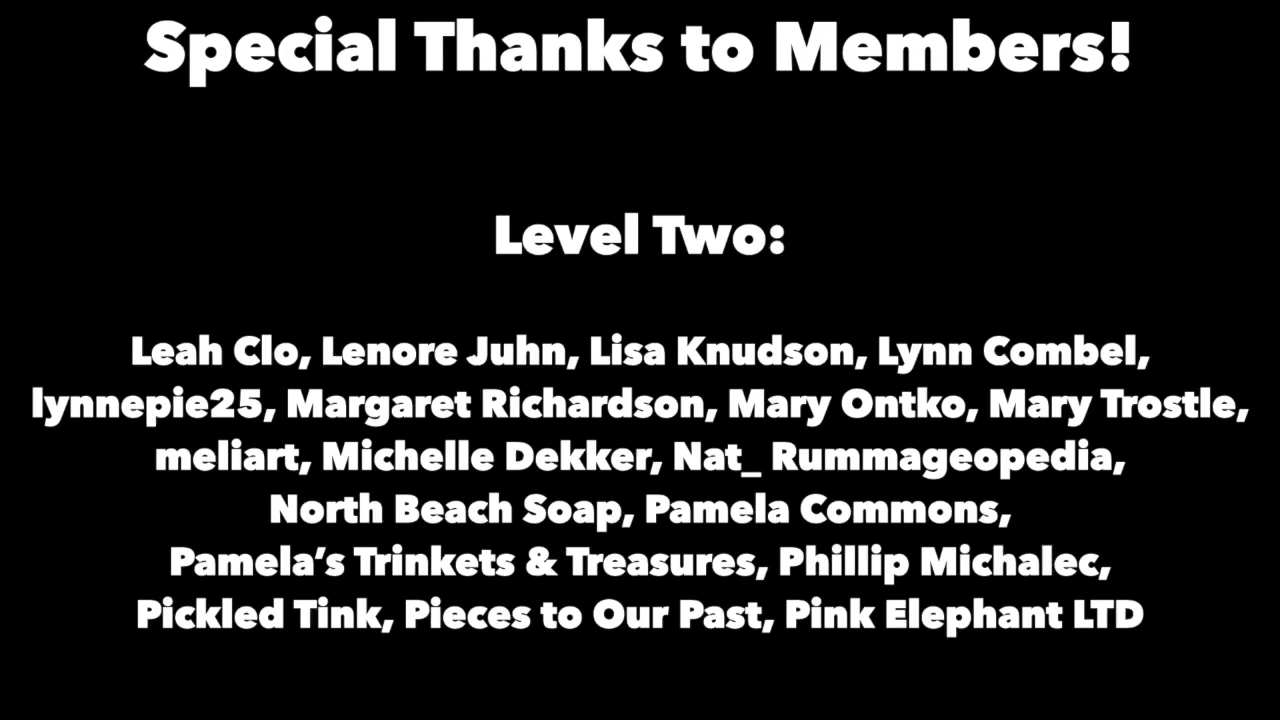 Special Thanks to Members!
Level Two:
Leah Clo, Lenore Juhn, Lisa Knudson, Lynn Combel,
lynnepie25, Margaret Richardson, Mary Ontko, Mary Trostle,
meliart, Michelle Dekker, Nat_ Rummageopedia,
North Beach Soap, Pamela Commons,
Pamela’s Trinkets & Treasures, Phillip Michalec,
Pickled Tink, Pieces to Our Past, Pink Elephant LTD